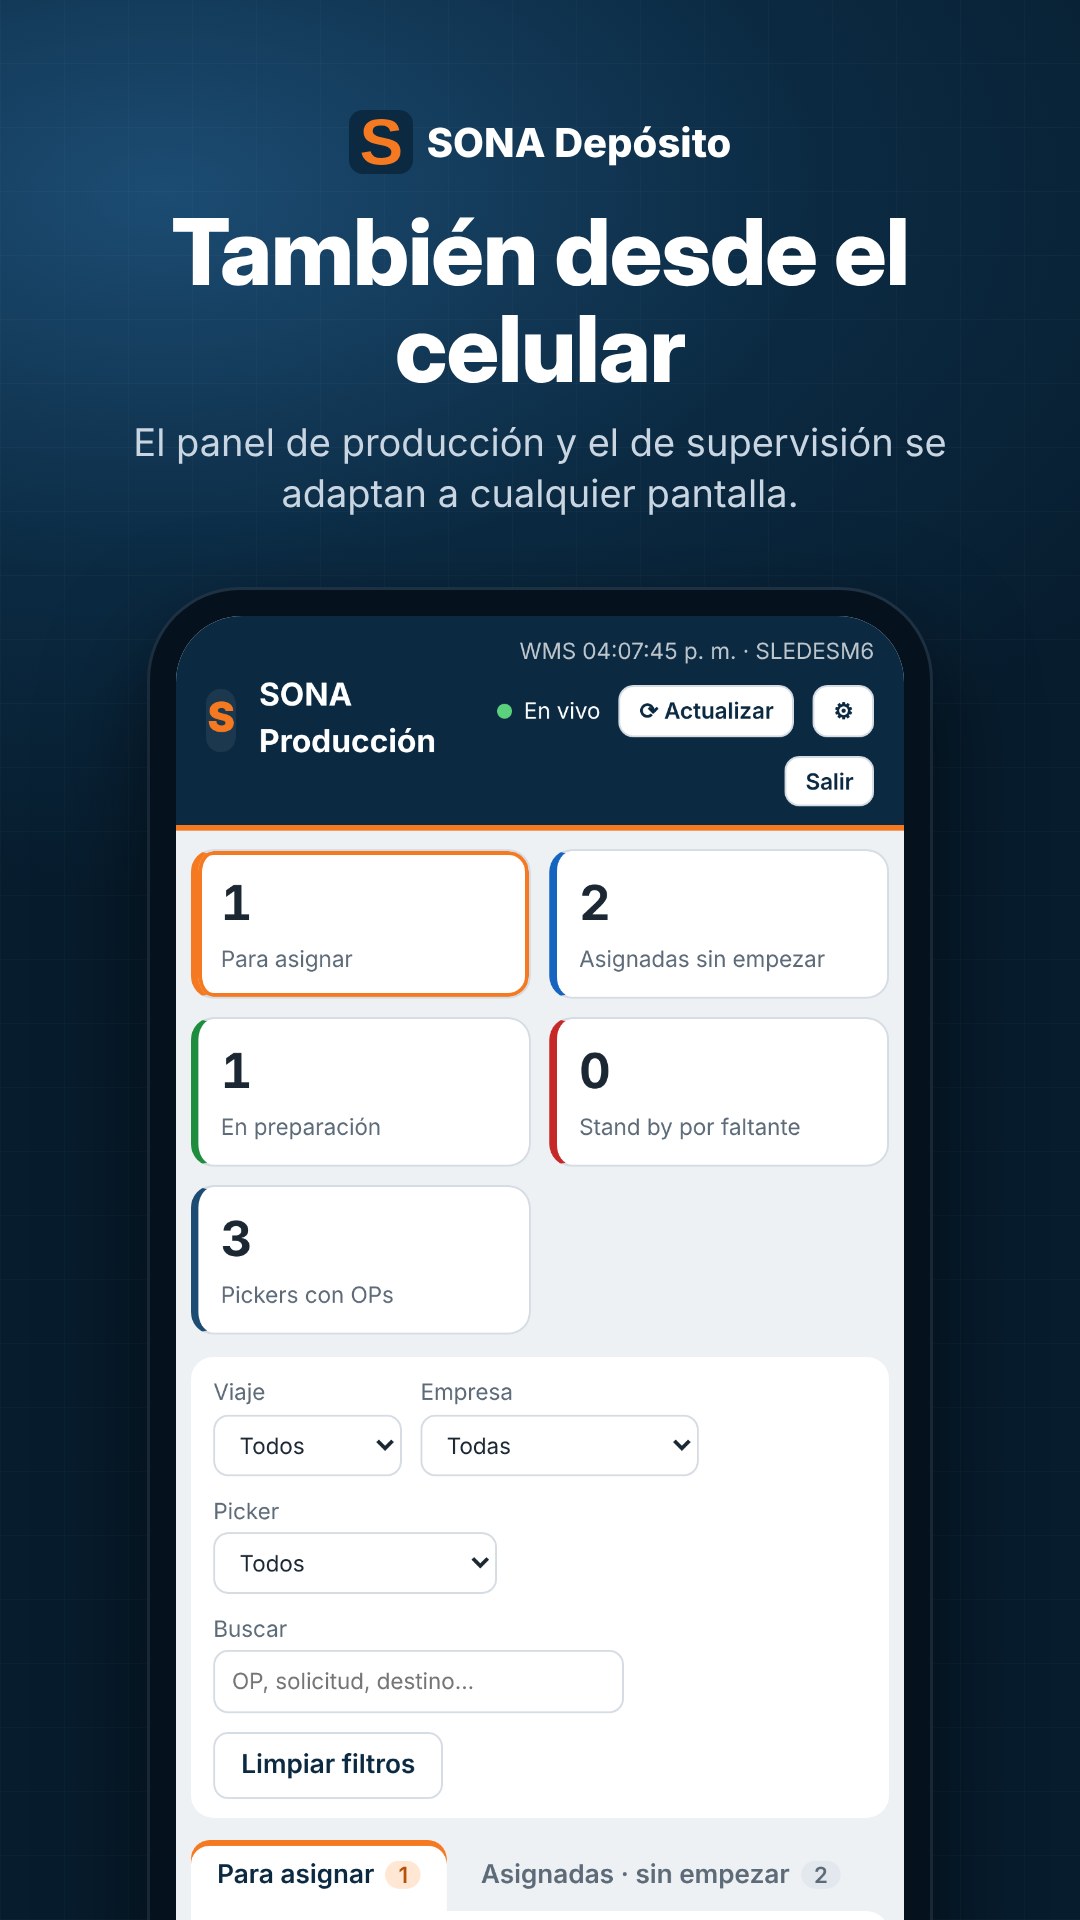 S SONA Depósito
También desde el
celular
El panel de producción y el de supervisión se
adaptan a cualquier pantalla.
WMS 04:07:45 p. m. · SLEDESM6
S SONA
Producción
En vivo
⟳ Actualizar
⚙
Salir
1
Para asignar
2
Asignadas sin empezar
1
En preparación
0
Stand by por faltante
3
Pickers con OPs
Viaje
Todos
Empresa
Todas
Picker
Todos
Buscar
OP, solicitud, destino...
Limpiar filtros
Para asignar 1
Asignadas · sin empezar 2